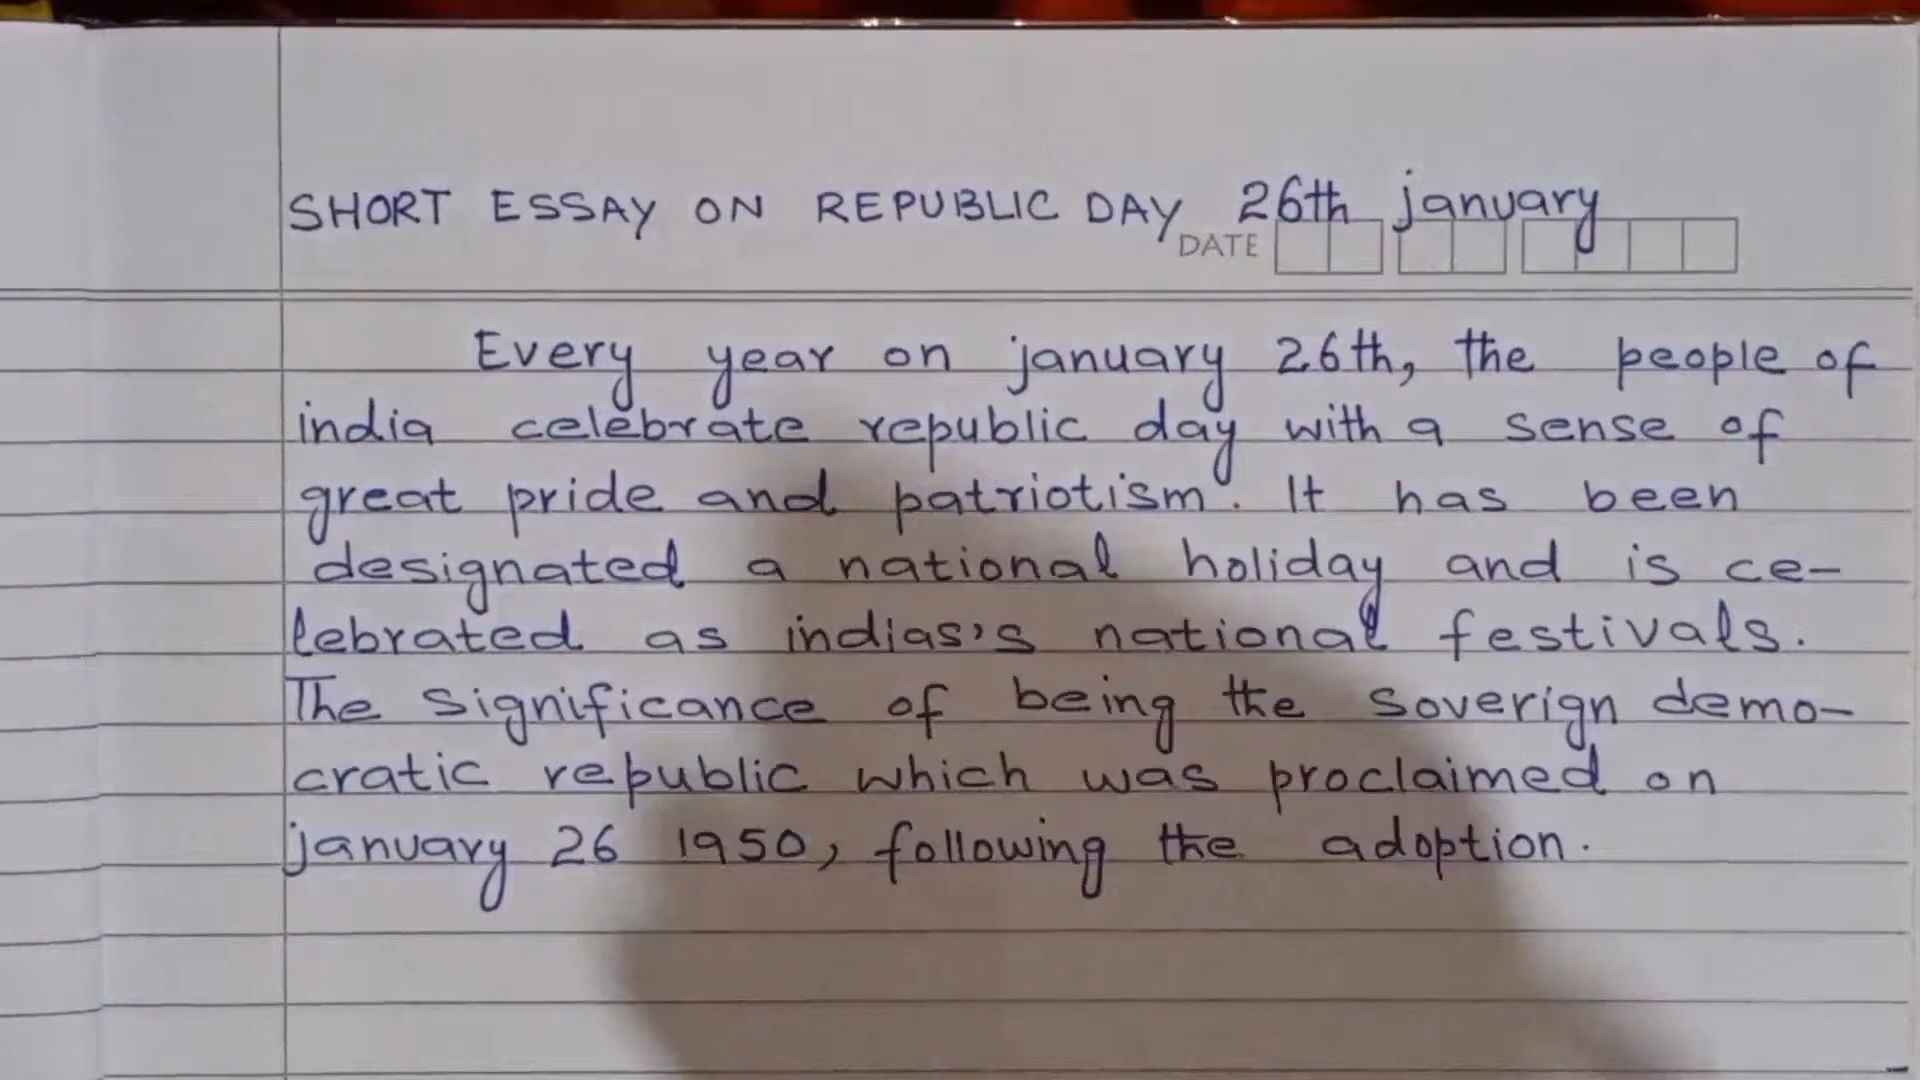 SHORT ESSAY ON REPUBLIC DAY 26th january
DATE
Every year on january 26th, the people of
india celebrate republic day with a sense of
great pride and patriotism. It has been
designated a national holiday and is ce-
lebrated as indias's national festivals.
The significance of being the soverign demo-
cratic republic which was proclaimed on
january 26 1950, following the adoption.